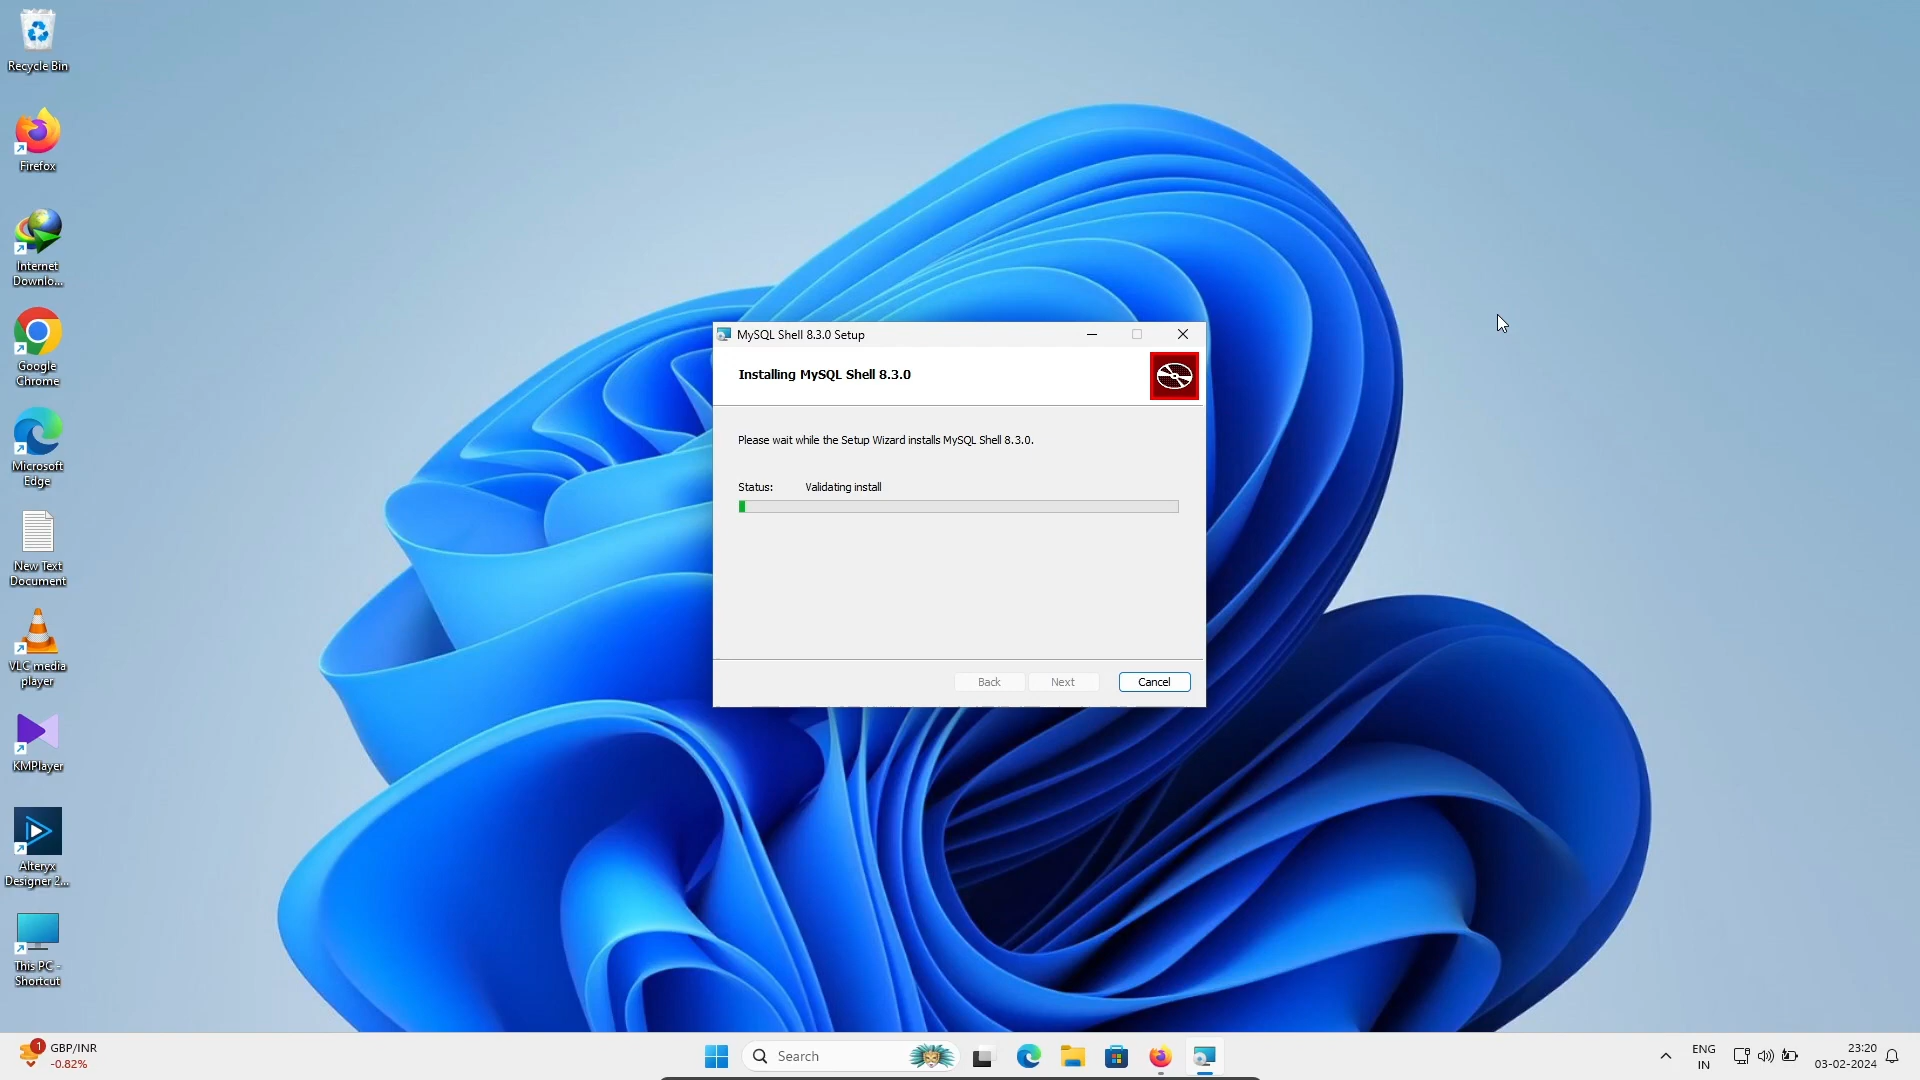 Recycle Bin
Firefox
Internet
Downlo...
Google
Chrome
Microsoft
Edge
New Text
Document
VLC media
player
KMPlayer
Alteryx
Designer 2...
This PC -
Shortcut
MySQL Shell 8.3.0 Setup
Installing MySQL Shell 8.3.0
Please wait while the Setup Wizard installs MySQL Shell 8.3.0.
Status: Validating install
Back Next Cancel
1
GBP/INR
-0.82%
Search
ENG
IN
23:20
03-02-2024